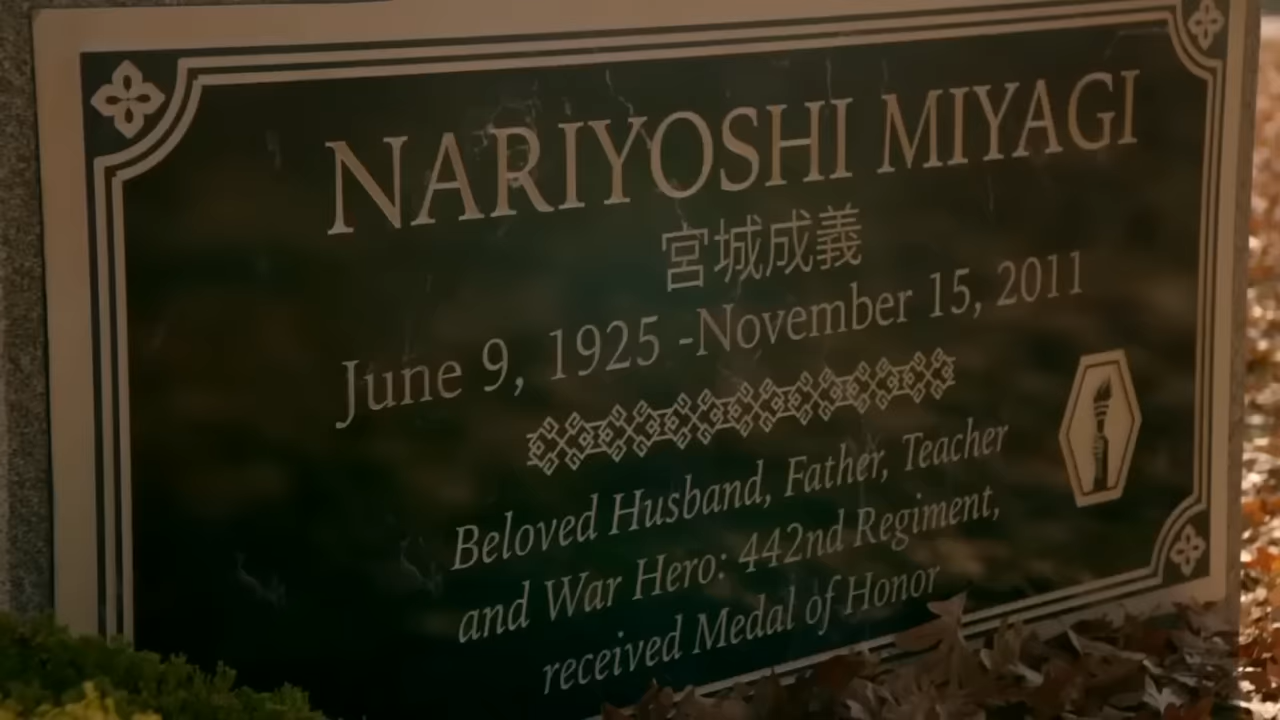 NARIYOSHI MIYAGI
宮城成義
June 9, 1925 -November 15, 2011
Beloved Husband, Father, Teacher
and War Hero: 442nd Regiment,
received Medal of Honor